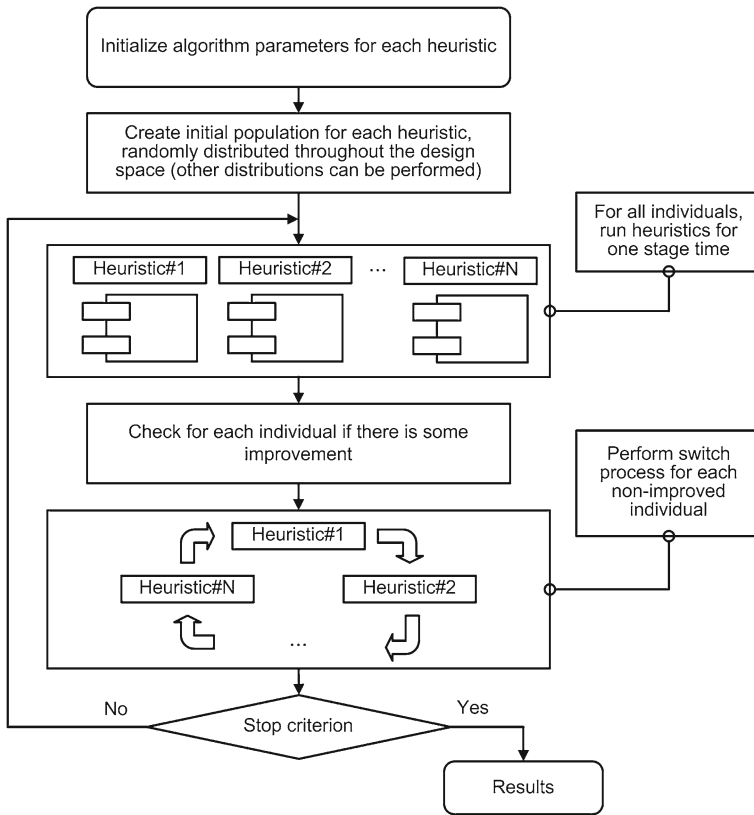 Initialize algorithm parameters for each heuristic
Create initial population for each heuristic,
randomly distributed throughout the design
space (other distributions can be performed)
For all individuals,
run heuristics for
one stage time
Heuristic#1
Heuristic#2
...
Heuristic#N
Check for each individual if there is some
improvement
Perform switch
process for each
non-improved
individual
Heuristic#1
Heuristic#N
Heuristic#2
...
No
Stop criterion
Yes
Results